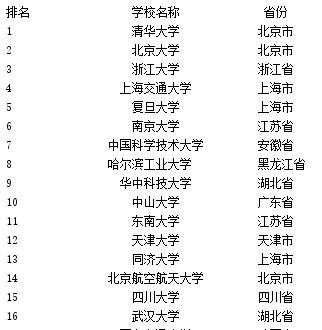 排名 学校名称 省份
1 清华大学 北京市
2 北京大学 北京市
3 浙江大学 浙江省
4 上海交通大学 上海市
5 复旦大学 上海市
6 南京大学 江苏省
7 中国科学技术大学 安徽省
8 哈尔滨工业大学 黑龙江省
9 华中科技大学 湖北省
10 中山大学 广东省
11 东南大学 江苏省
12 天津大学 天津市
13 同济大学 上海市
14 北京航空航天大学 北京市
15 四川大学 四川省
16 武汉大学 湖北省